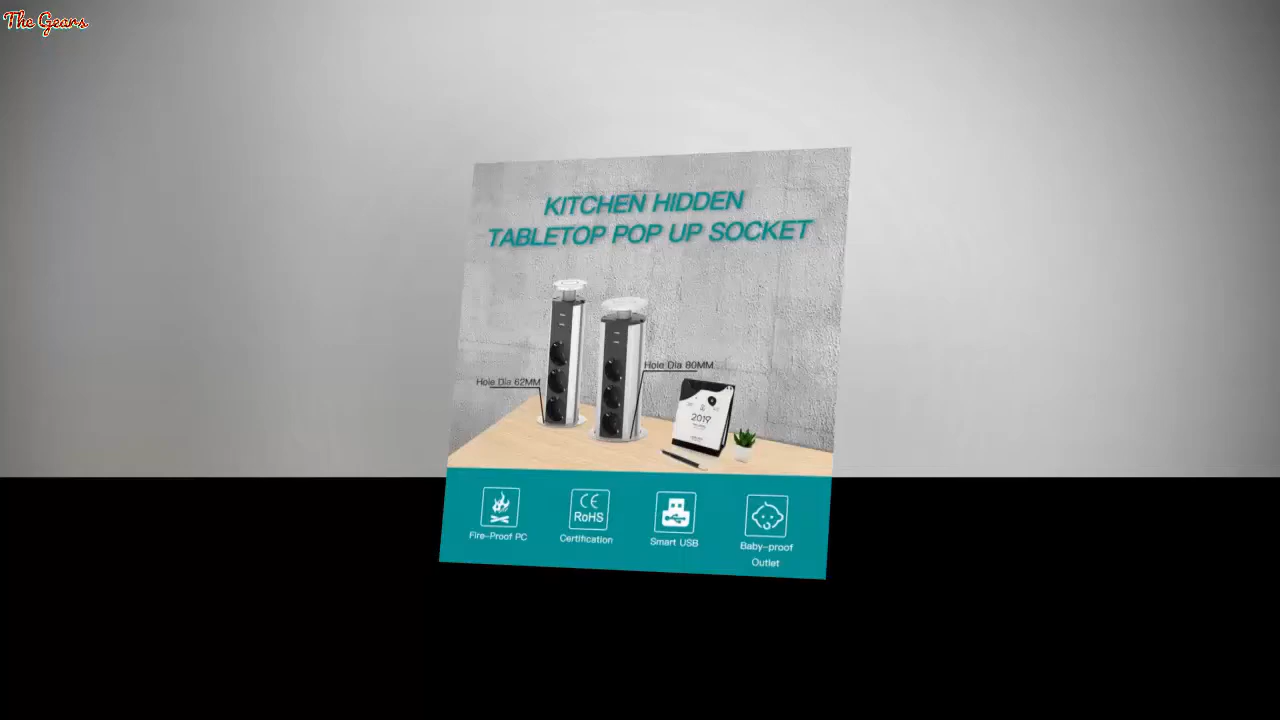 The Gears
KITCHEN HIDDEN
TABLETOP POP UP SOCKET
Hole Dia 80MM
Hole Dia 62MM
2019
Fire-Proof PC
CE
RoHS
Certification
Smart USB
Baby-proof
Outlet